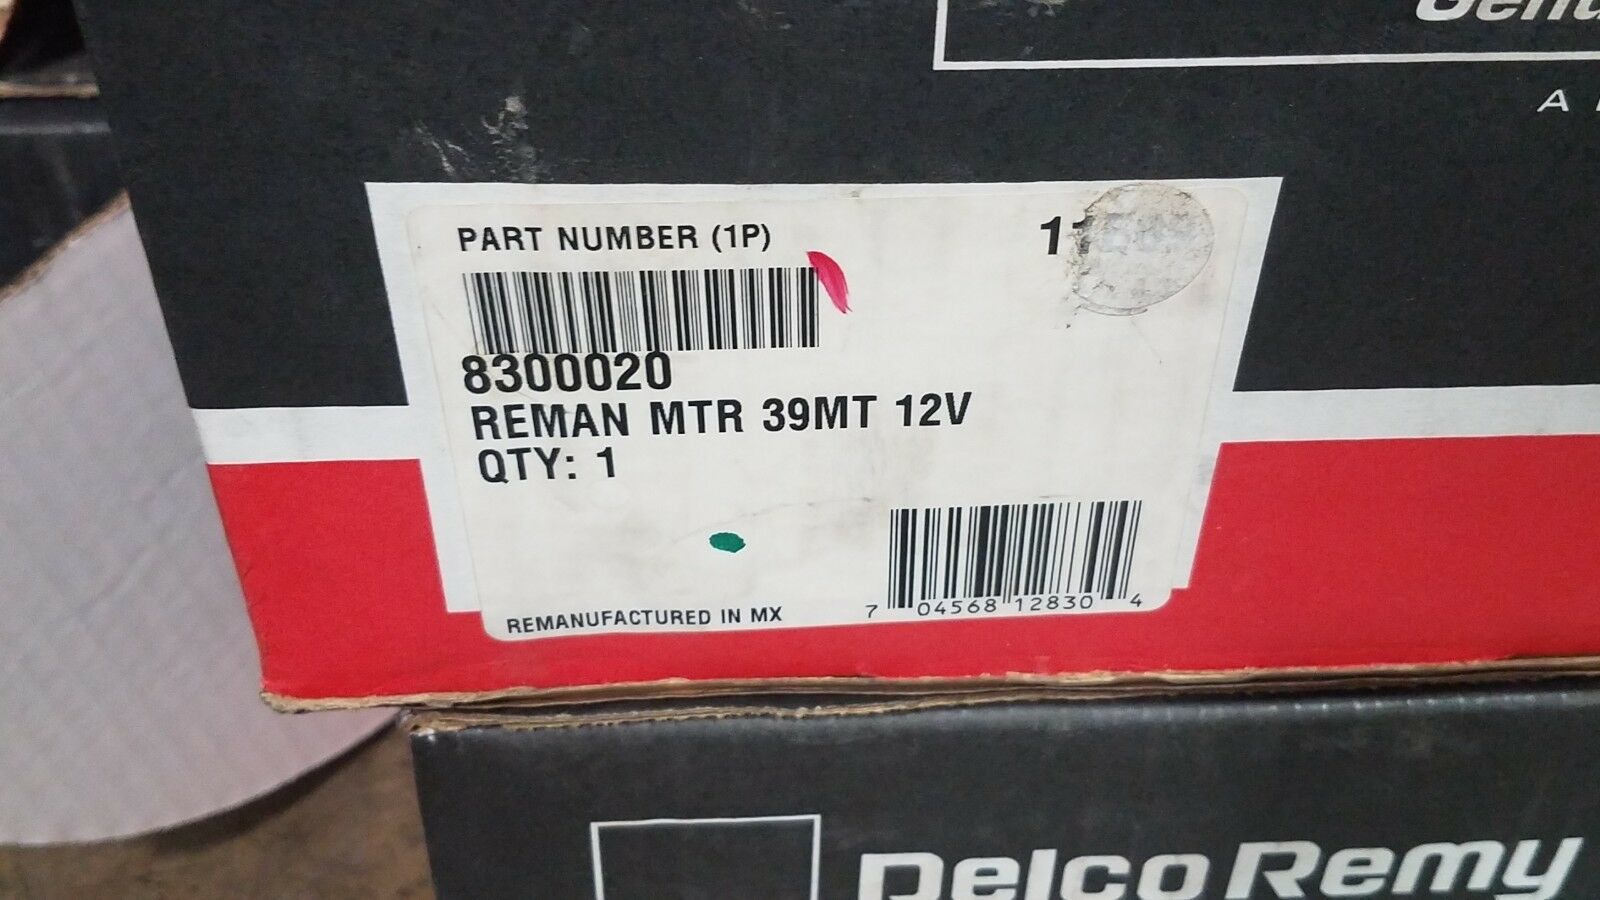 PART NUMBER (1P)
8300020
REMAN MTR 39MT 12V
QTY: 1
REMANUFACTURED IN MX
7 04568 12830 4
Delco Remy